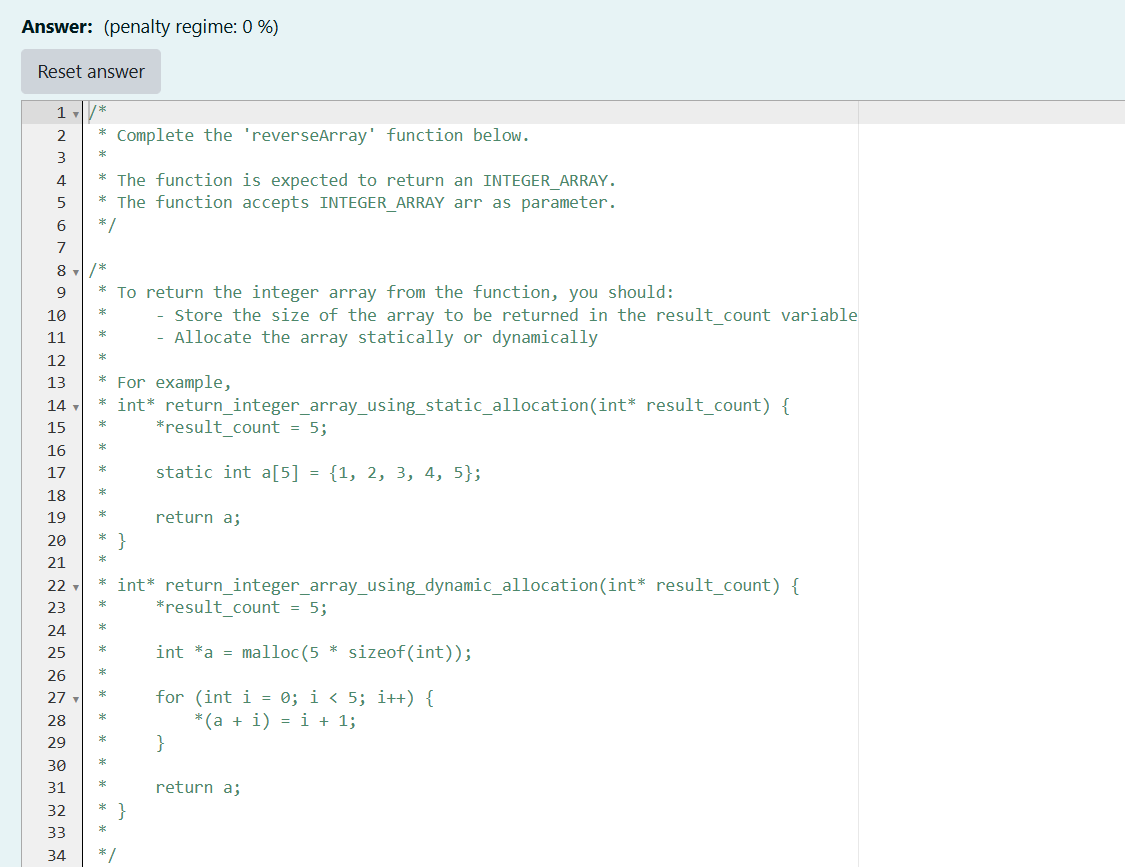 Answer: (penalty regime: 0 %)
Reset answer
1 /*
2  * Complete the 'reverseArray' function below.
3  *
4  * The function is expected to return an INTEGER_ARRAY.
5  * The function accepts INTEGER_ARRAY arr as parameter.
6  */
7
8 /*
9  * To return the integer array from the function, you should:
10  *     - Store the size of the array to be returned in the result_count variable
11  *     - Allocate the array statically or dynamically
12  *
13  * For example,
14  * int* return_integer_array_using_static_allocation(int* result_count) {
15  *     *result_count = 5;
16  *
17  *     static int a[5] = {1, 2, 3, 4, 5};
18  *
19  *     return a;
20  * }
21  *
22  * int* return_integer_array_using_dynamic_allocation(int* result_count) {
23  *     *result_count = 5;
24  *
25  *     int *a = malloc(5 * sizeof(int));
26  *
27  *     for (int i = 0; i < 5; i++) {
28  *         *(a + i) = i + 1;
29  *     }
30  *
31  *     return a;
32  * }
33  *
34  */